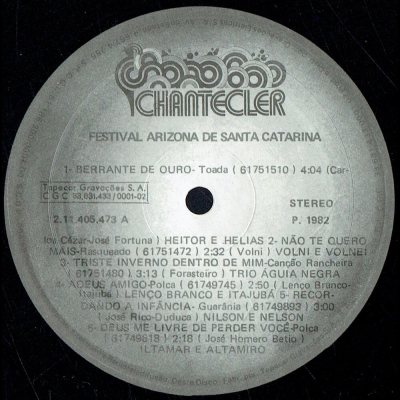 CHANTECLER
FESTIVAL ARIZONA DE SANTA CATARINA
1- BERRANTE DE OURO- Toada ( 61751510 ) 4:04 (Car-
Tapecar Gravações S.A.
C G C 33.831.433/0001-02
STEREO
2.11.405.473 A
P. 1982
los Cézar-José Fortuna ) HEITOR E HELIAS 2- NÃO TE QUERO
MAIS-Rasqueado ( 61751472 ) 2:32 ( Volni ) VOLNI E VOLNEI
3- TRISTE INVERNO DENTRO DE MIM-Canção Rancheira
( 61751480 ) 3:13 ( Forasteiro ) TRIO ÁGUIA NEGRA
4- ADEUS AMIGO-Polca ( 61749745 ) 2:50 ( Lenço Branco-
Itajubá ) LENÇO BRANCO E ITAJUBÁ 5- RECOR-
DANDO A INFÂNCIA- Guarânia ( 61749893 ) 3:00
( José Rico-Duduca ) NILSON E NELSON
6- DEUS ME LIVRE DE PERDER VOCÊ-Polca
( 61749818 ) 2:18 ( José Homero Betio )
ILTAMAR E ALTAMIRO